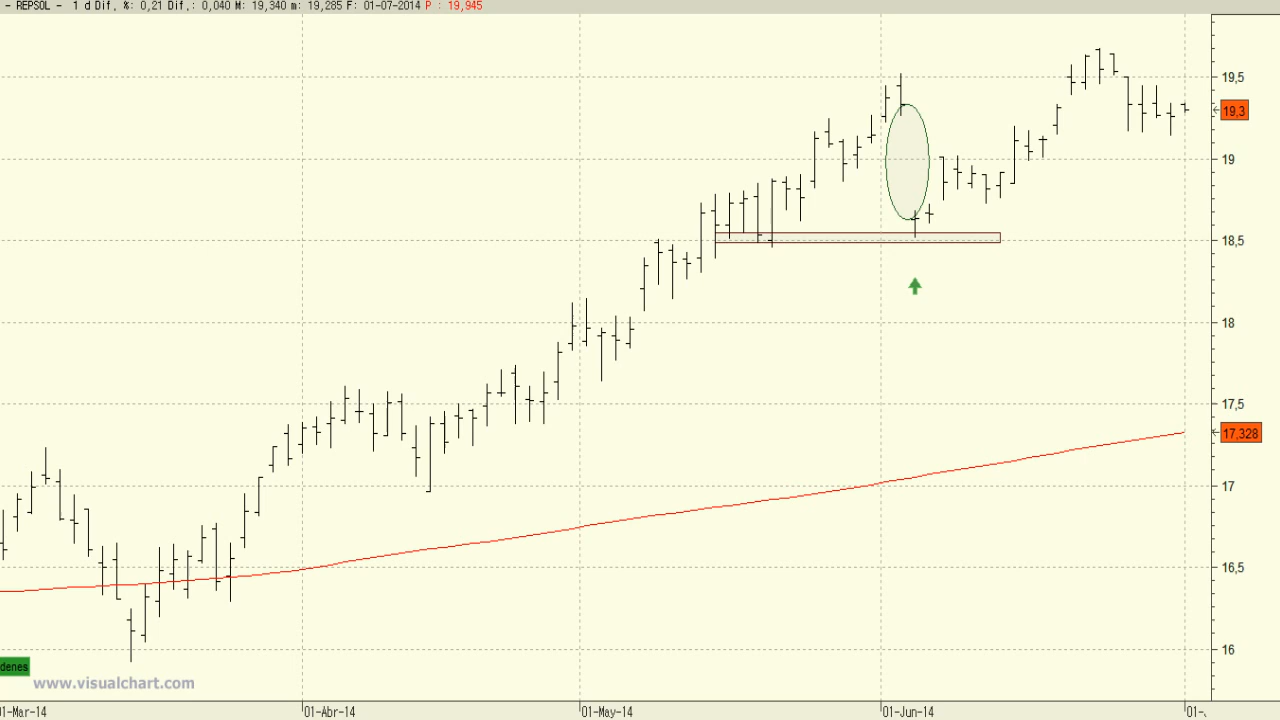 - REPSOL - 1 d Dif, %: 0,21 Dif,: 0,040 M: 19,340 m: 19,285 F: 01-07-2014 P : 19,945
19,5
19,3
19
18,5
18
17,5
17,328
17
16,5
16
denes
www.visualchart.com
01-Mar-14 01-Abr-14 01-May-14 01-Jun-14 01-